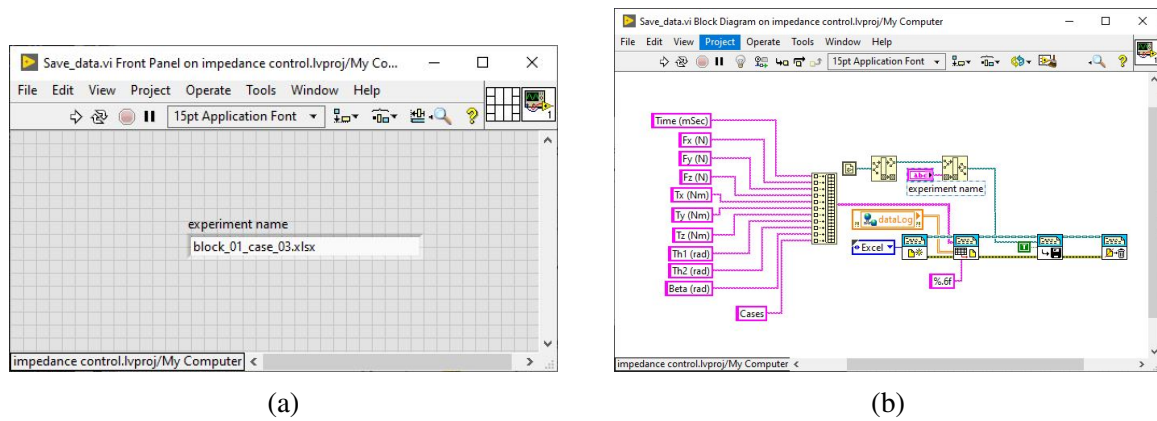 Save_data.vi Front Panel on impedance control.lvproj/My Co...
File Edit View Project Operate Tools Window Help
15pt Application Font
1
experiment name
block_01_case_03.xlsx
impedance control.lvproj/My Computer
(a)
Save_data.vi Block Diagram on impedance control.lvproj/My Computer
File Edit View Project Operate Tools Window Help
15pt Application Font
1
Time (mSec)
Fx (N)
Fy (N)
Fz (N)
Tx (Nm)
Ty (Nm)
Tz (Nm)
Th1 (rad)
Th2 (rad)
Beta (rad)
Cases
Abc
experiment name
dataLog
Excel
T
%.6f
impedance control.lvproj/My Computer
(b)